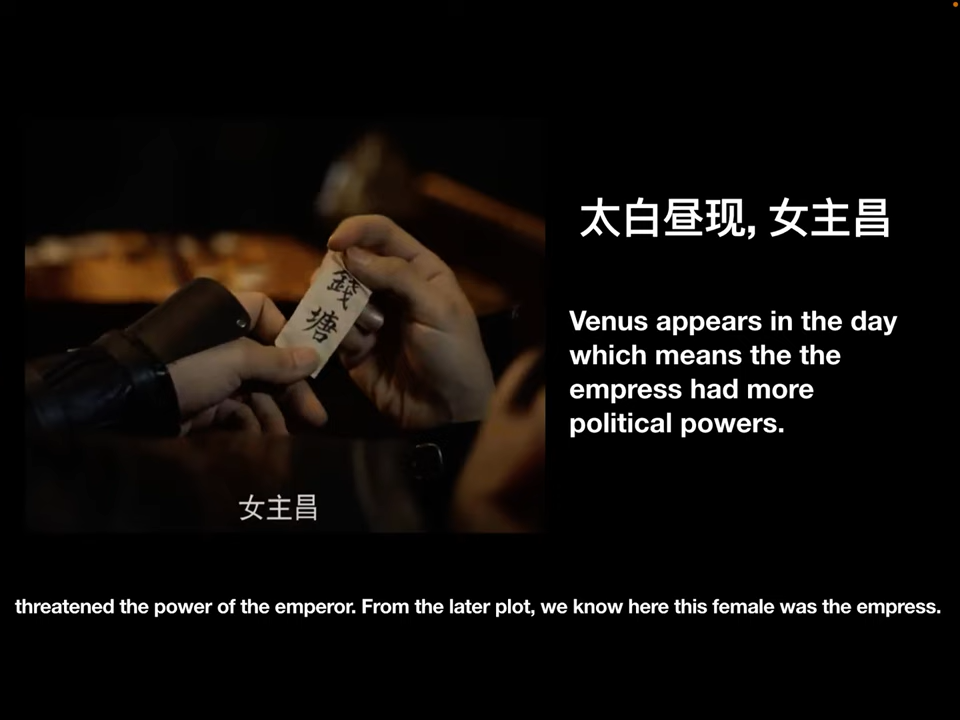 太白昼现, 女主昌
錢
塘
Venus appears in the day
which means the the
empress had more
political powers.
女主昌
threatened the power of the emperor. From the later plot, we know here this female was the empress.